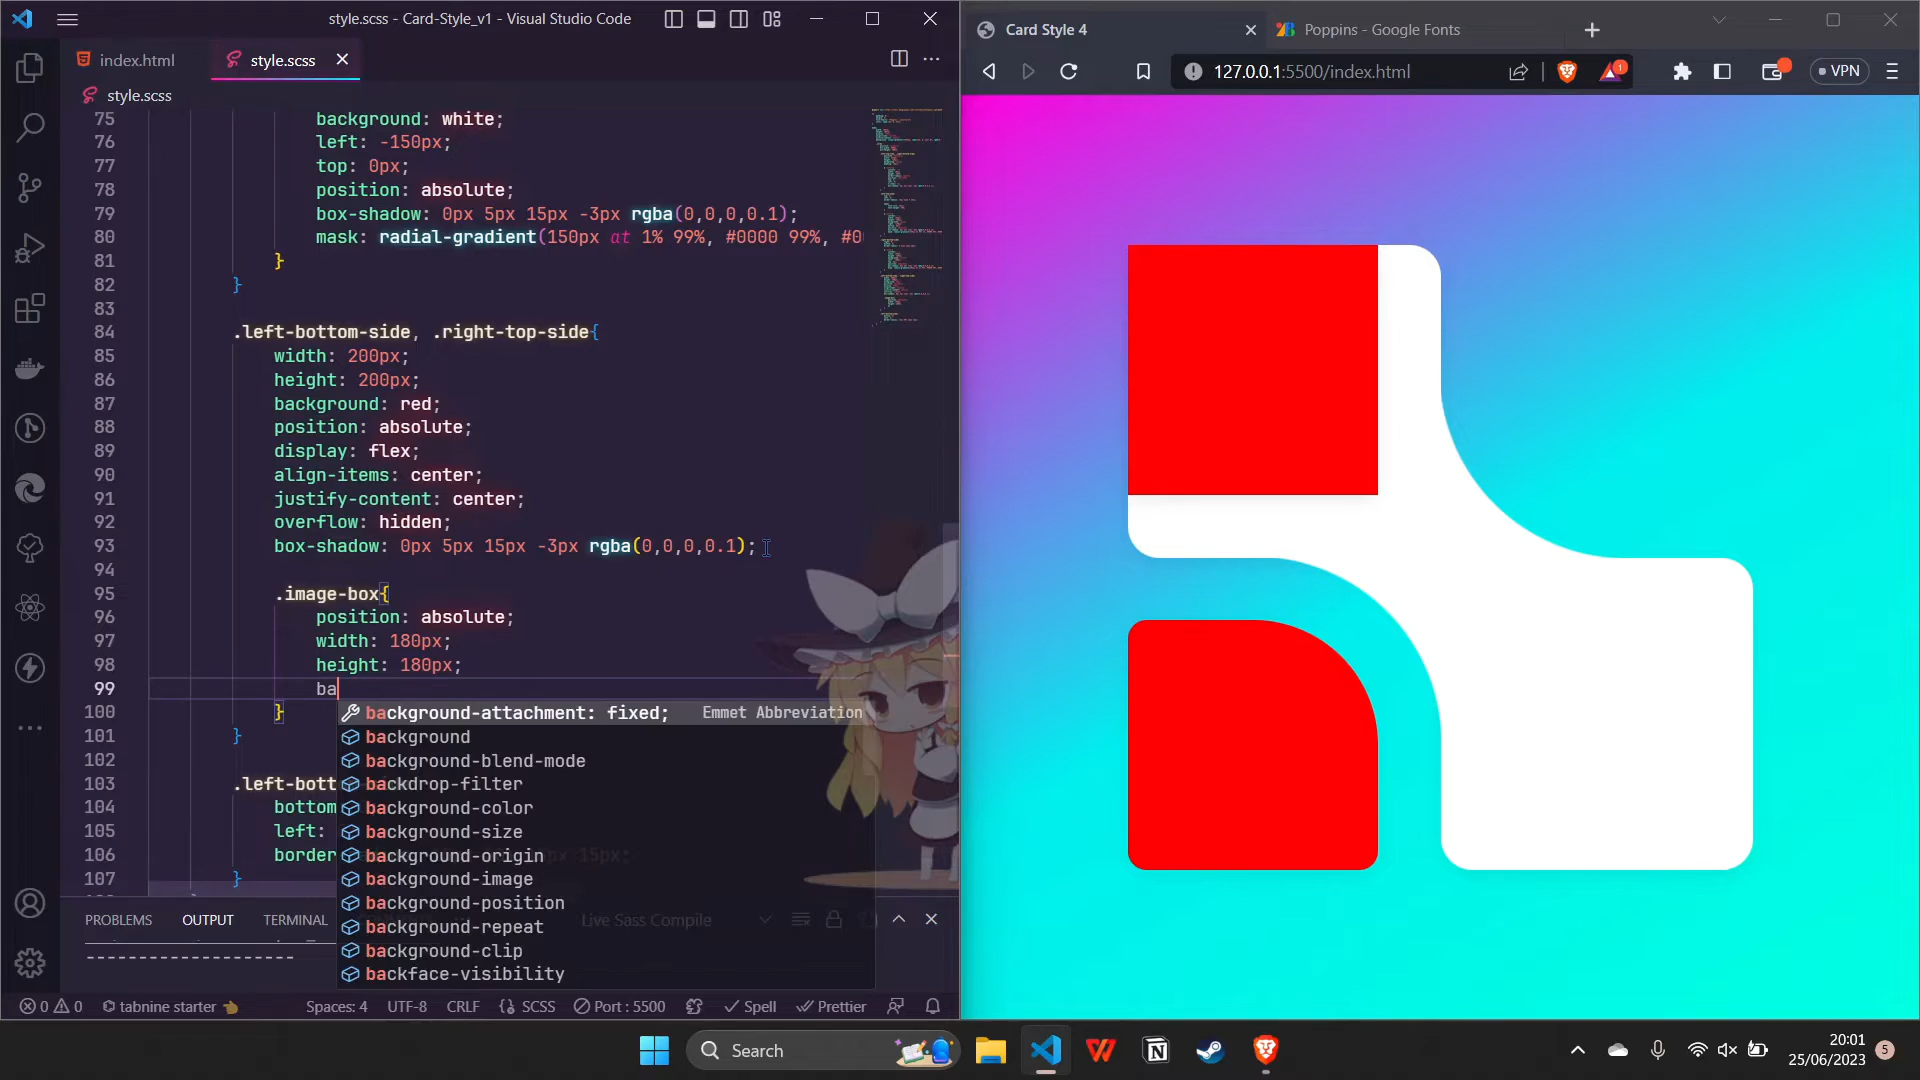 style.scss - Card-Style_v1 - Visual Studio Code
index.html
style.scss
style.scss
75 background: white;
76 left: -150px;
77 top: 0px;
78 position: absolute;
79 box-shadow: 0px 5px 15px -3px rgba(0,0,0,0.1);
80 mask: radial-gradient(150px at 1% 99%, #0000 99%, #0
81 }
82 }
83
84 .left-bottom-side, .right-top-side{
85 width: 200px;
86 height: 200px;
87 background: red;
88 position: absolute;
89 display: flex;
90 align-items: center;
91 justify-content: center;
92 overflow: hidden;
93 box-shadow: 0px 5px 15px -3px rgba(0,0,0,0.1);
94
95 .image-box{
96 position: absolute;
97 width: 180px;
98 height: 180px;
99 ba
100 }
101 }
102
103 .left-bott
104 bottom
105 left:
106 border 15px;
107 }
background-attachment: fixed; Emmet Abbreviation
background
background-blend-mode
backdrop-filter
background-color
background-size
background-origin
background-image
background-position
background-repeat
background-clip
backface-visibility
PROBLEMS OUTPUT TERMINAL Live Sass Compile
--------------------
0 0 tabnine starter Spaces: 4 UTF-8 CRLF {} SCSS Port : 5500 Spell Prettier
Card Style 4
Poppins - Google Fonts
127.0.0.1:5500/index.html
1
VPN
Search
20:01
25/06/2023
5